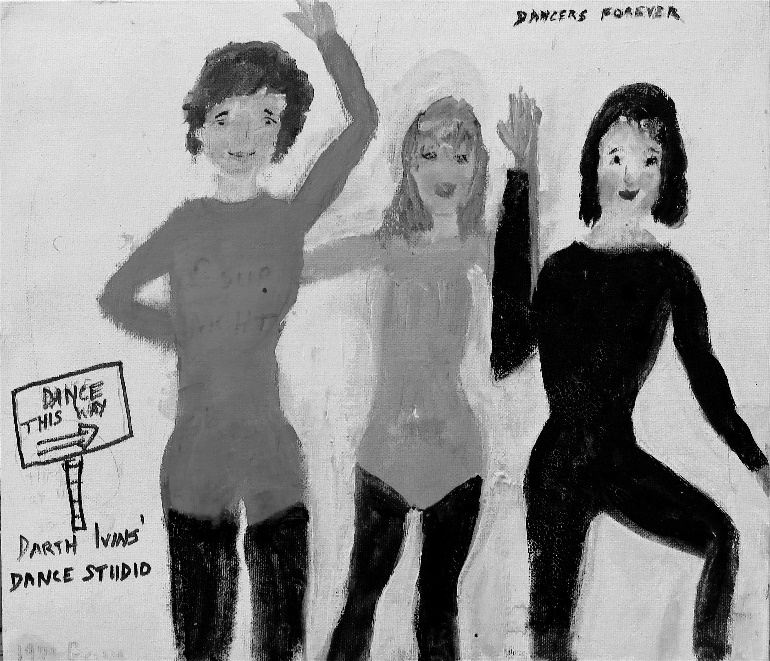 DANCERS FOREVER
DANCE
THIS WAY
DARTH IVINS'
DANCE STUDIO